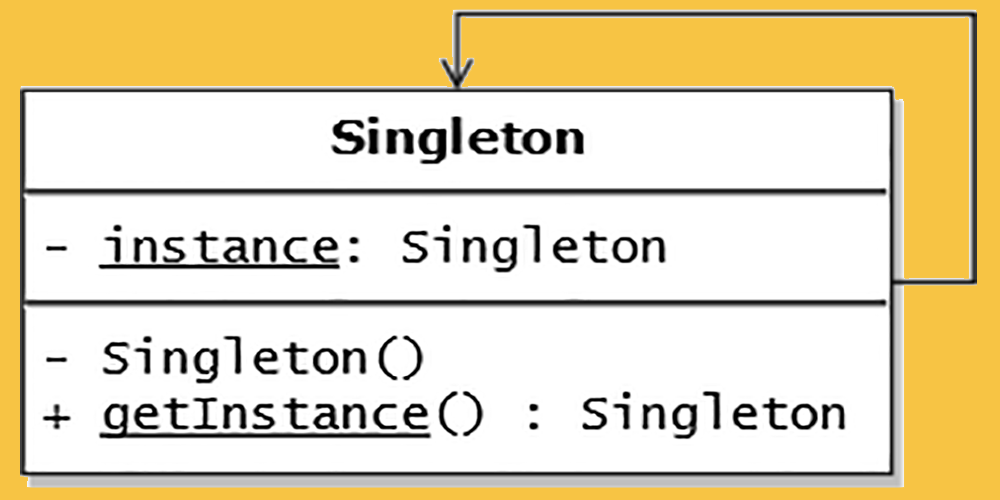 Singleton
- instance: Singleton
- Singleton()
+ getInstance() : Singleton